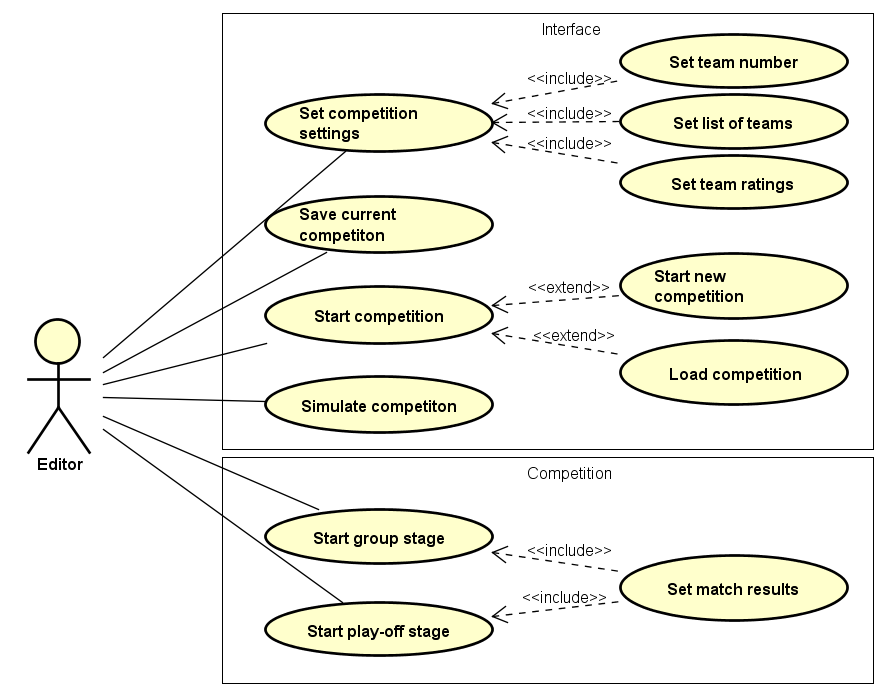 Interface
Set team number
<<include>>
Set competition
settings
<<include>>
Set list of teams
<<include>>
Set team ratings
Save current
competiton
Start new
competition
<<extend>>
Start competition
<<extend>>
Load competition
Simulate competiton
Editor
Competition
Start group stage
<<include>>
Set match results
<<include>>
Start play-off stage